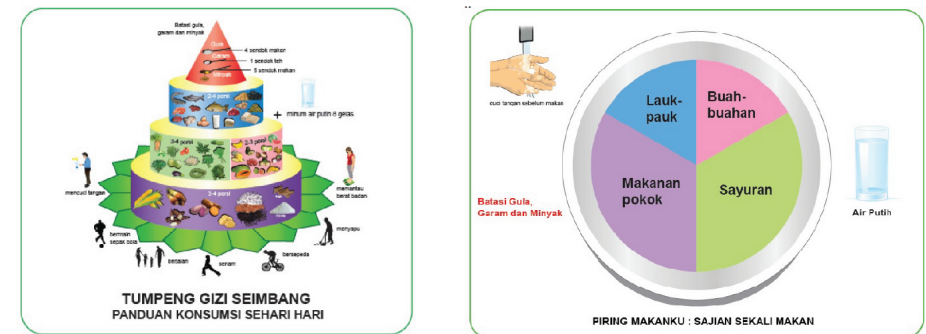 Batasi gula,
garam dan minyak
Gula
4 sendok makan
Garam
1 sendok teh
Minyak
5 sendok makan
2-4 porsi
+ minum air putih 8 gelas
3-4 porsi
2-3 porsi
3-4 porsi
mencuci tangan
memantau
berat badan
bermain
sepak bola
berjalan
senam
bersepeda
menyapu
TUMPENG GIZI SEIMBANG
PANDUAN KONSUMSI SEHARI HARI
cuci tangan sebelum makan
Lauk-
pauk
Buah-
buahan
Makanan
pokok
Sayuran
Batasi Gula,
Garam dan Minyak
Air Putih
PIRING MAKANKU : SAJIAN SEKALI MAKAN